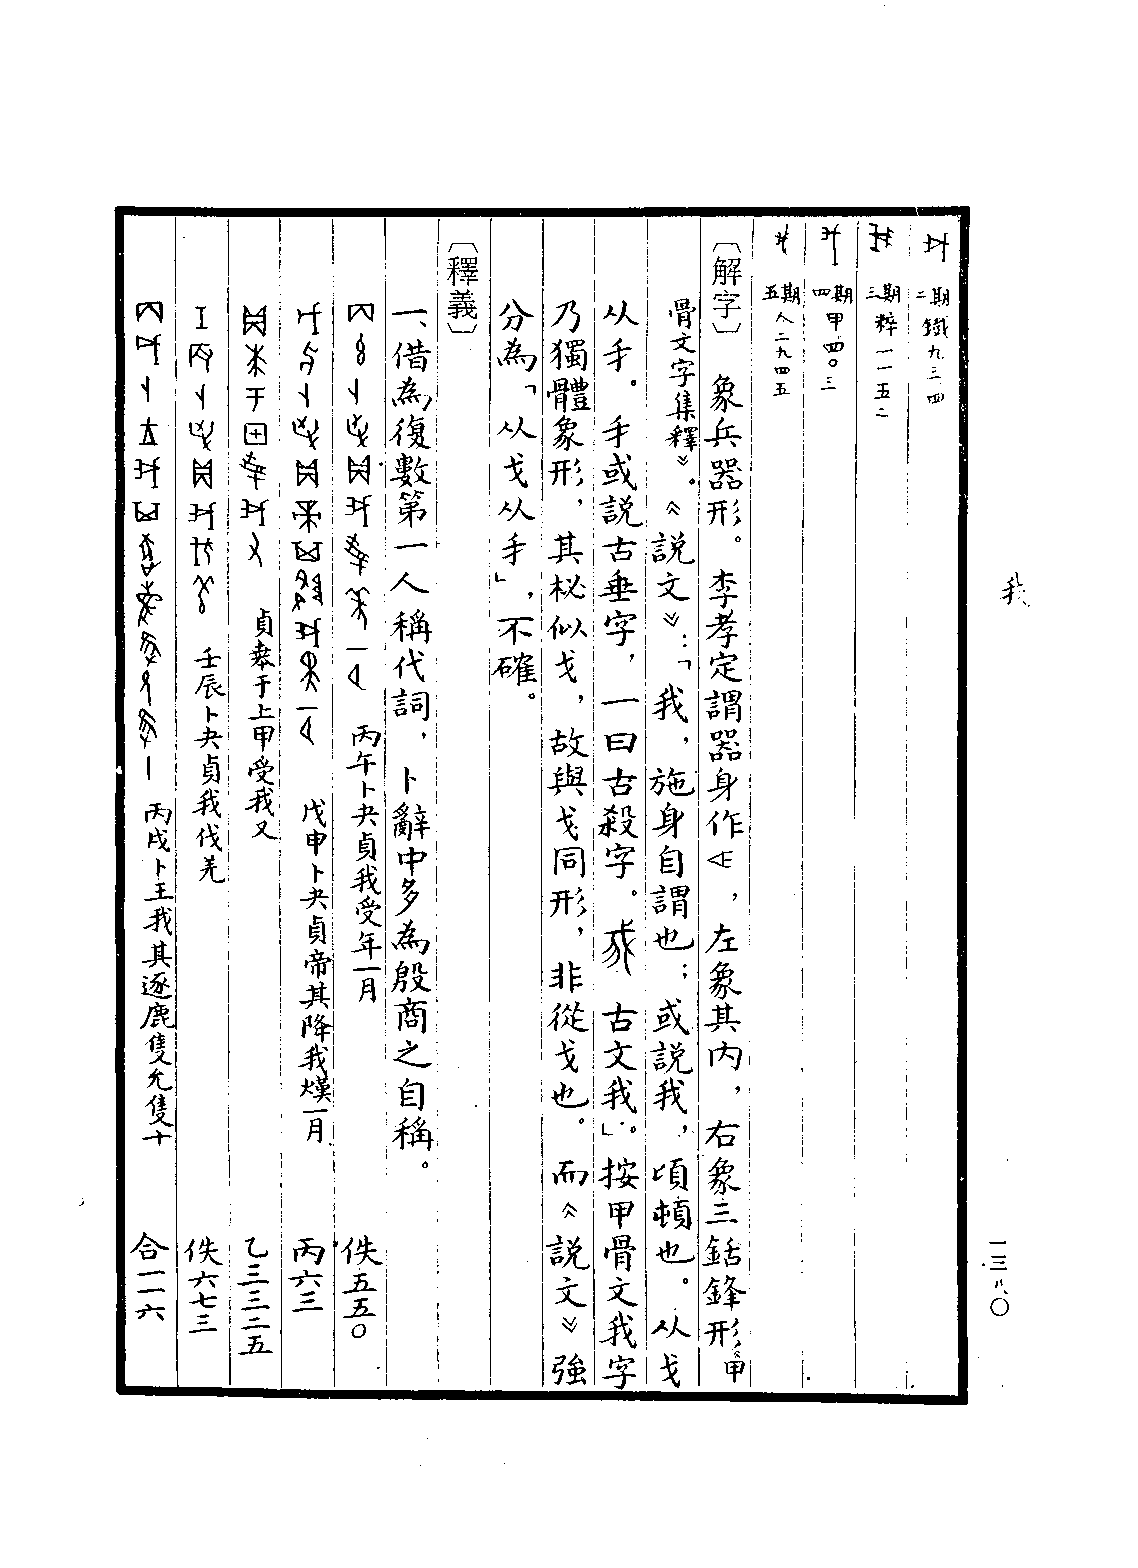 我
一三八〇
二期鐵九三四
三期粹一一五二
四期甲四〇三
五期人二九四五
〔解字〕 象兵器形。李孝定謂器身作，左象其內，右象三銛鋒形《甲
骨文字集釋》。《說文》：「我，施身自謂也；或說我，頃頓也。从戈
从手。手或說古垂字，一曰古殺字。古文我」。按甲骨文我字
乃獨體象形，其柲似戈，故與戈同形，非從戈也。而《說文》強
分為「从戈从手」，不確。
〔釋義〕
一、借為復數第一人稱代詞，卜辭中多為殷商之自稱。
丙午卜夬貞我受年一月 佚五五〇
戊申卜夬貞帝其降我熯一月 丙六三
貞桒于上甲受我又 乙三三二五
壬辰卜夬貞我伐羌 佚六七三
丙戌卜王我其逐鹿隻允隻十 合一二六